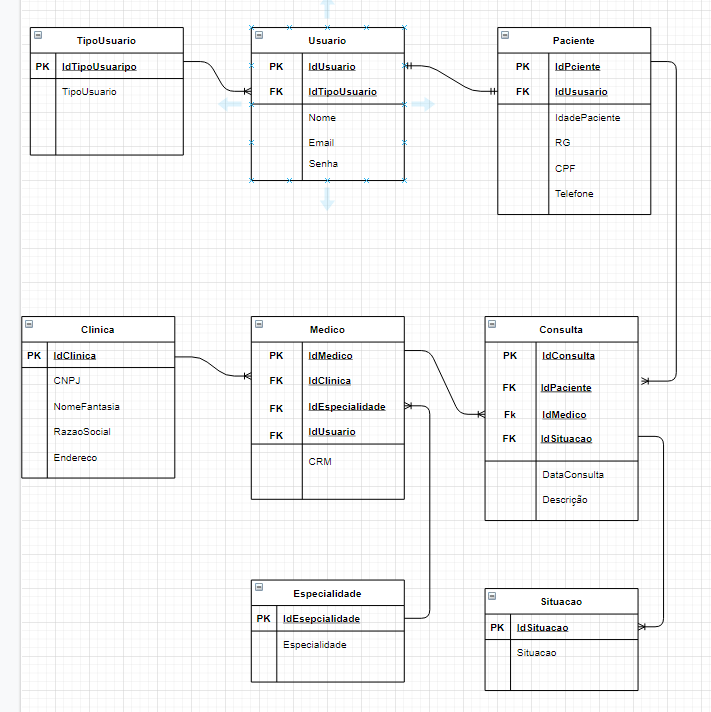 TipoUsuario
PK IdTipoUsuaripo
TipoUsuario
Usuario
PK IdUsuario
FK IdTipoUsuario
Nome
Email
Senha
Paciente
PK IdPciente
FK IdUsusario
IdadePaciente
RG
CPF
Telefone
Clinica
PK IdClinica
CNPJ
NomeFantasia
RazaoSocial
Endereco
Medico
PK IdMedico
FK IdClinica
FK IdEspecialidade
FK IdUsuario
CRM
Consulta
PK IdConsulta
FK IdPaciente
Fk IdMedico
FK IdSituacao
DataConsulta
Descrição
Especialidade
PK IdEsepcialidade
Especialidade
Situacao
PK IdSituacao
Situacao